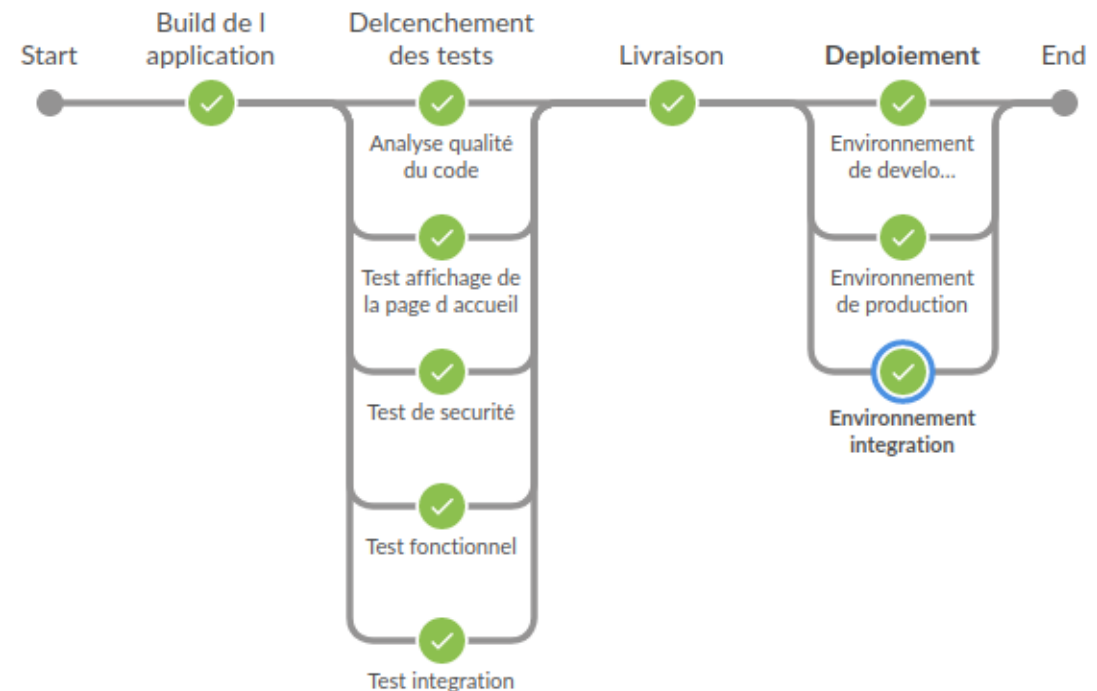 Start
Build de l
application
Delcenchement
des tests
Livraison
Deploiement
End
Analyse qualité
du code
Test affichage de
la page d accueil
Test de securité
Test fonctionnel
Test integration
Environnement
de develo...
Environnement
de production
Environnement
integration